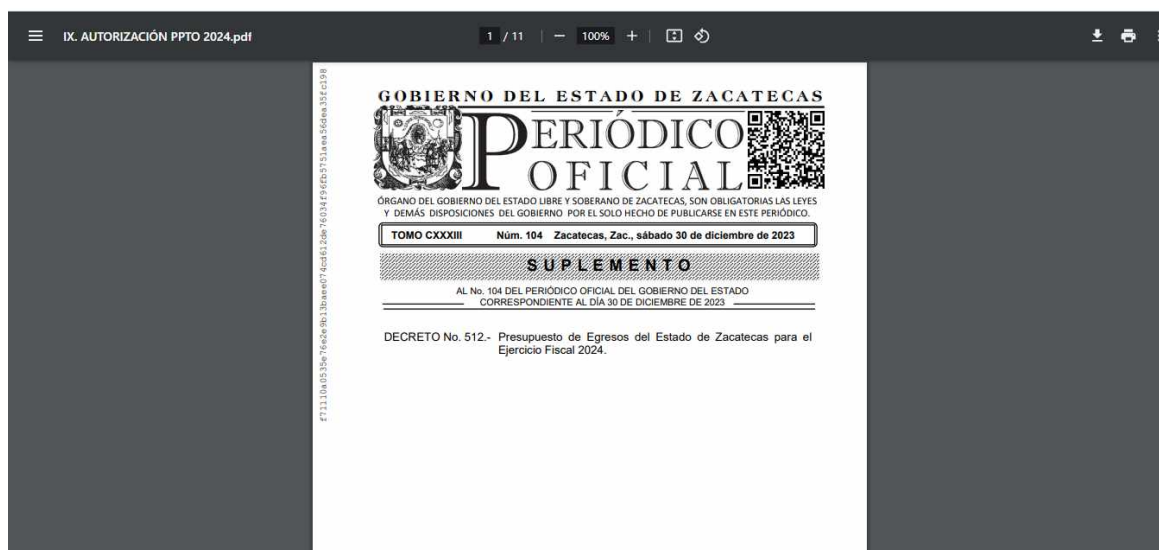 IX. AUTORIZACIÓN PPTO 2024.pdf
1 / 11
100%
GOBIERNO DEL ESTADO DE ZACATECAS
PERIÓDICO
OFICIAL
ÓRGANO DEL GOBIERNO DEL ESTADO LIBRE Y SOBERANO DE ZACATECAS, SON OBLIGATORIAS LAS LEYES
Y DEMÁS DISPOSICIONES DEL GOBIERNO POR EL SOLO HECHO DE PUBLICARSE EN ESTE PERIÓDICO.
TOMO CXXXIII Núm. 104 Zacatecas, Zac., sábado 30 de diciembre de 2023
SUPLEMENTO
AL No. 104 DEL PERIÓDICO OFICIAL DEL GOBIERNO DEL ESTADO
CORRESPONDIENTE AL DÍA 30 DE DICIEMBRE DE 2023
DECRETO No. 512.- Presupuesto de Egresos del Estado de Zacatecas para el
Ejercicio Fiscal 2024.